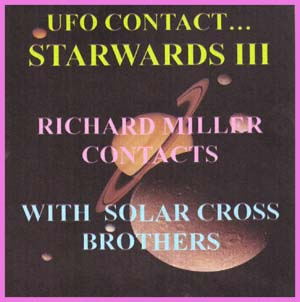 UFO CONTACT...
STARWARDS III
RICHARD MILLER
CONTACTS
WITH SOLAR CROSS
BROTHERS